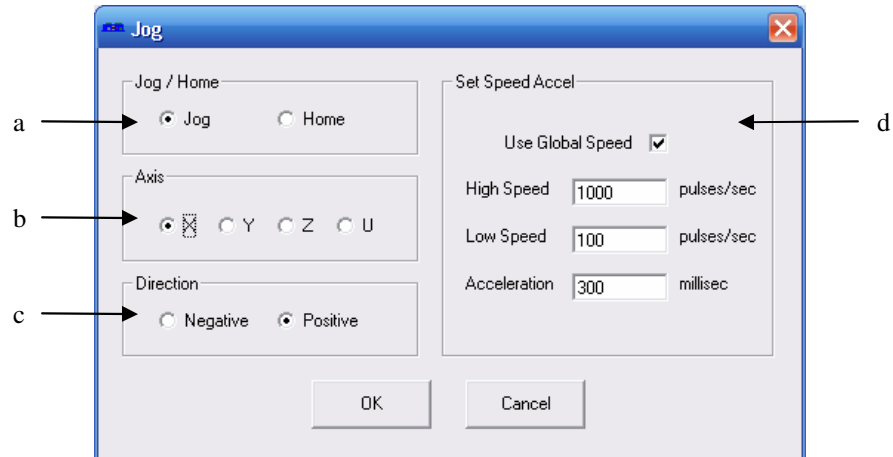 Jog
Jog / Home
a
Jog Home
Axis
b
X Y Z U
Direction
c
Negative Positive
Set Speed Accel
d
Use Global Speed
High Speed 1000 pulses/sec
Low Speed 100 pulses/sec
Acceleration 300 millisec
OK Cancel